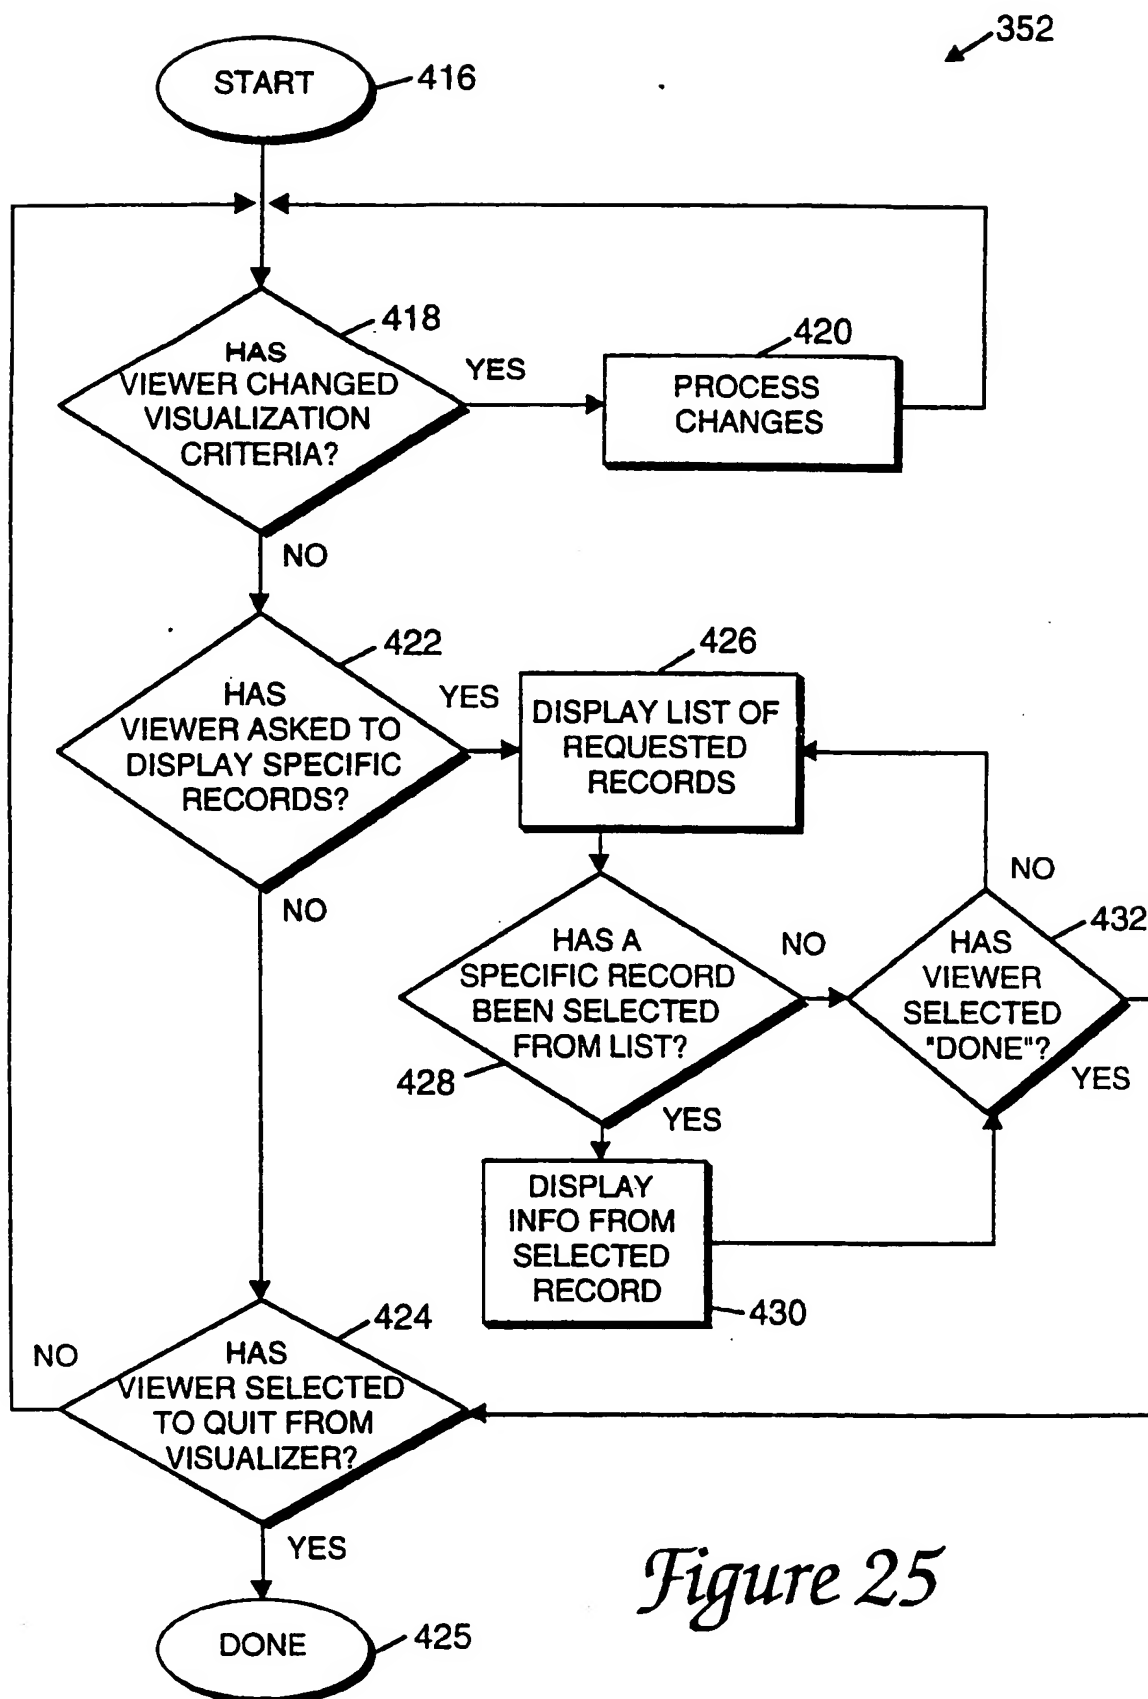 352
START
416
HAS
VIEWER CHANGED
VISUALIZATION
CRITERIA?
418
YES
420
PROCESS
CHANGES
NO
HAS
VIEWER ASKED TO
DISPLAY SPECIFIC
RECORDS?
422
YES
426
DISPLAY LIST OF
REQUESTED
RECORDS
NO
HAS A
SPECIFIC RECORD
BEEN SELECTED
FROM LIST?
428
NO
NO
432
HAS
VIEWER
SELECTED
"DONE"?
YES
YES
DISPLAY
INFO FROM
SELECTED
RECORD
430
424
HAS
VIEWER SELECTED
TO QUIT FROM
VISUALIZER?
NO
YES
DONE
425
Figure 25